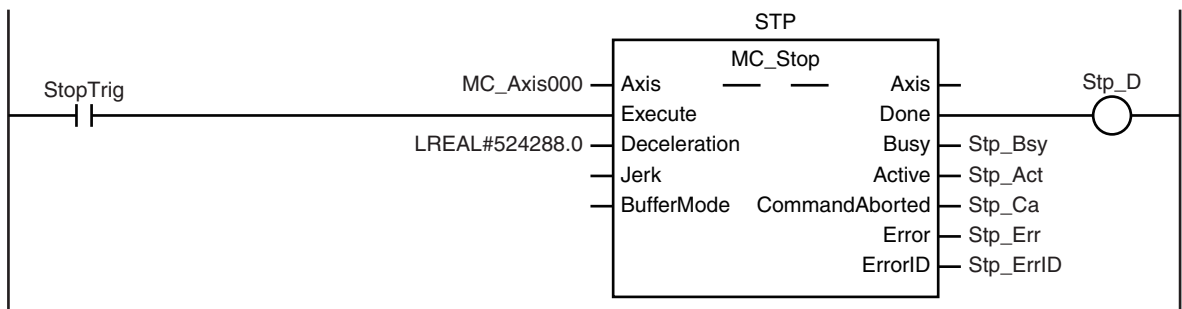 STP
MC_Stop
StopTrig
MC_Axis000 Axis Axis Stp_D
Execute Done
LREAL#524288.0 Deceleration Busy Stp_Bsy
Jerk Active Stp_Act
BufferMode CommandAborted Stp_Ca
Error Stp_Err
ErrorID Stp_ErrID